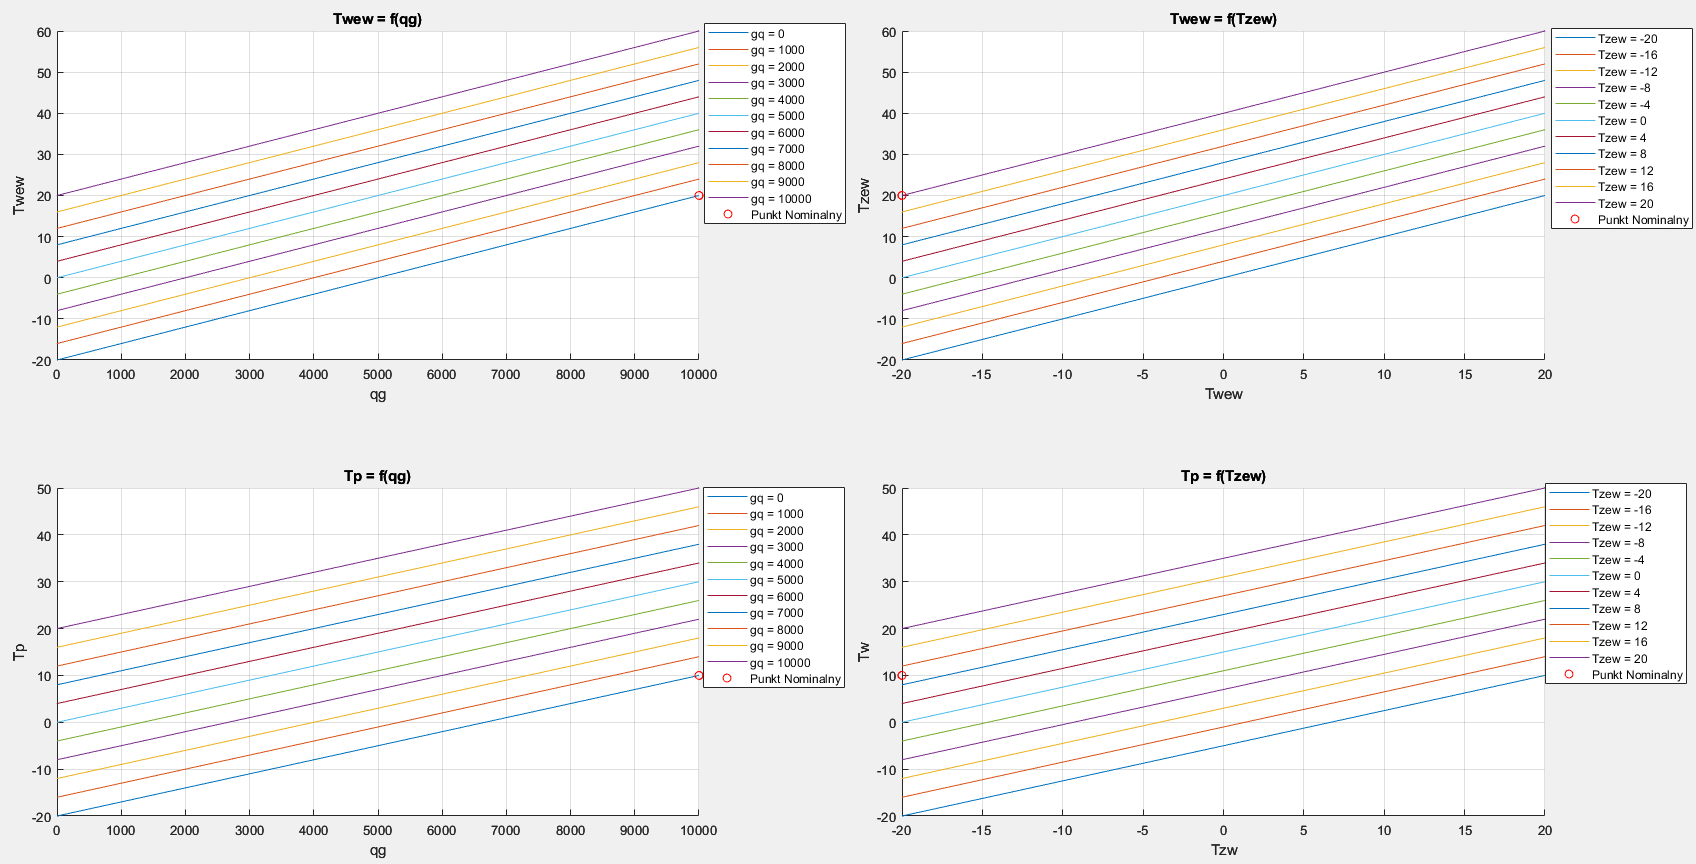 Twew = f(qg)
60
50
40
30
20
10
0
-10
-20
Twew
0 1000 2000 3000 4000 5000 6000 7000 8000 9000 10000
qg
gq = 0
gq = 1000
gq = 2000
gq = 3000
gq = 4000
gq = 5000
gq = 6000
gq = 7000
gq = 8000
gq = 9000
gq = 10000
Punkt Nominalny
Twew = f(Tzew)
60
50
40
30
20
10
0
-10
-20
Tzew
-20 -15 -10 -5 0 5 10 15 20
Twew
Tzew = -20
Tzew = -16
Tzew = -12
Tzew = -8
Tzew = -4
Tzew = 0
Tzew = 4
Tzew = 8
Tzew = 12
Tzew = 16
Tzew = 20
Punkt Nominalny
Tp = f(qg)
50
40
30
20
10
0
-10
-20
Tp
0 1000 2000 3000 4000 5000 6000 7000 8000 9000 10000
qg
gq = 0
gq = 1000
gq = 2000
gq = 3000
gq = 4000
gq = 5000
gq = 6000
gq = 7000
gq = 8000
gq = 9000
gq = 10000
Punkt Nominalny
Tp = f(Tzew)
50
40
30
20
10
0
-10
-20
Tw
-20 -15 -10 -5 0 5 10 15 20
Tzw
Tzew = -20
Tzew = -16
Tzew = -12
Tzew = -8
Tzew = -4
Tzew = 0
Tzew = 4
Tzew = 8
Tzew = 12
Tzew = 16
Tzew = 20
Punkt Nominalny